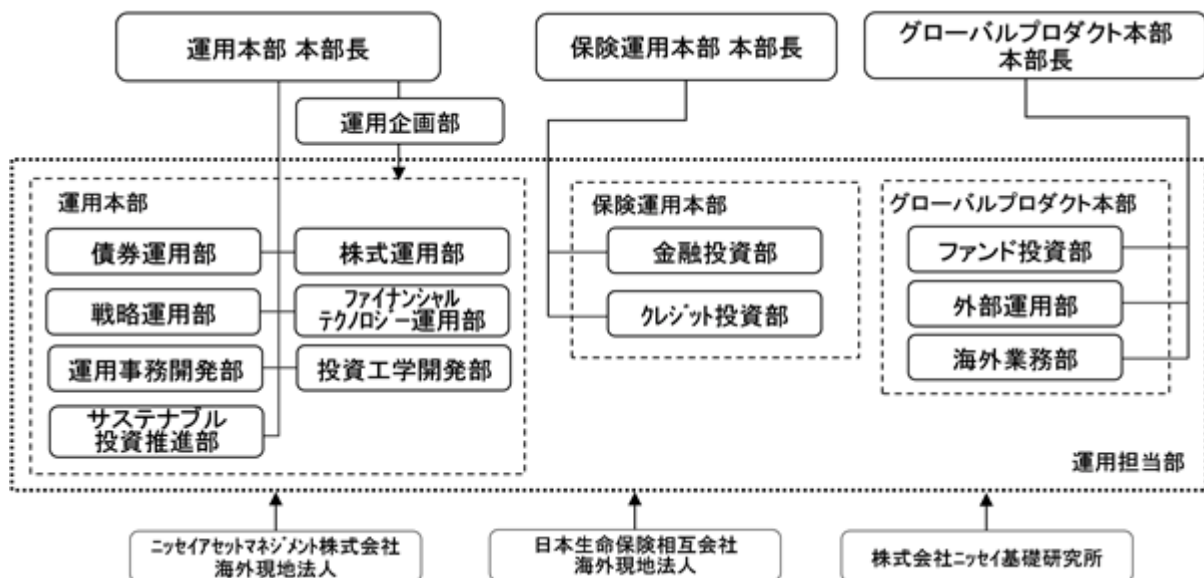 運用本部 本部長
保険運用本部 本部長
グローバルプロダクト本部
本部長
運用企画部
運用本部
債券運用部
株式運用部
戦略運用部
ファイナンシャル
テクノロジー運用部
運用事務開発部
投資工学開発部
サステナブル
投資推進部
保険運用本部
金融投資部
クレジット投資部
グローバルプロダクト本部
ファンド投資部
外部運用部
海外業務部
運用担当部
ニッセイアセットマネジメント株式会社
海外現地法人
日本生命保険相互会社
海外現地法人
株式会社ニッセイ基礎研究所